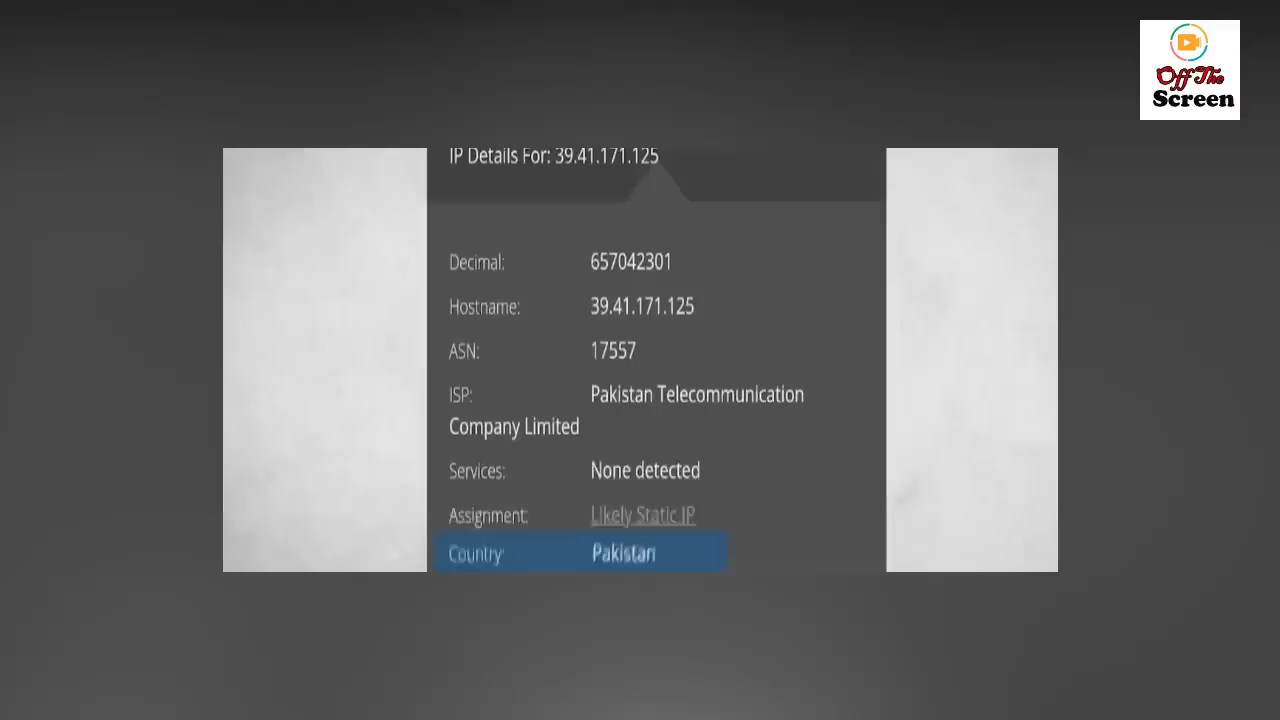 Off The
Screen
IP Details For: 39.41.171.125
Decimal: 657042301
Hostname: 39.41.171.125
ASN: 17557
ISP: Pakistan Telecommunication
Company Limited
Services: None detected
Assignment: Likely Static IP
Country: Pakistan